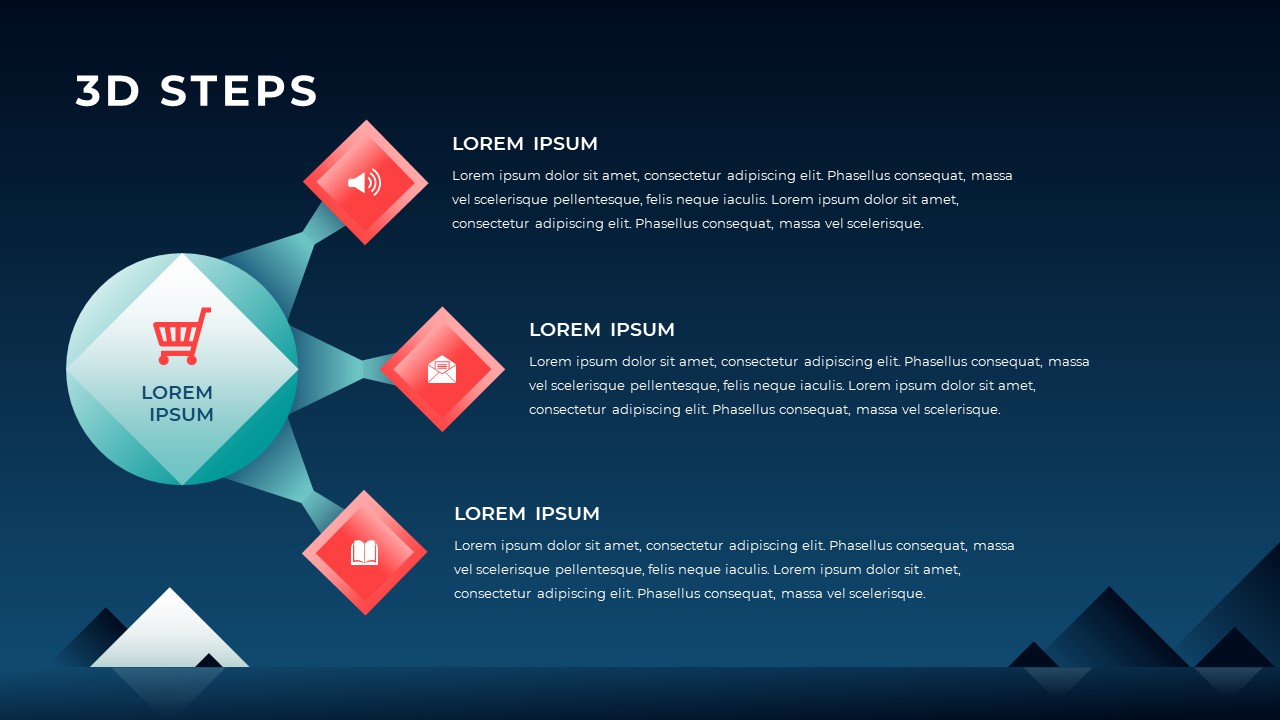 3D STEPS
LOREM IPSUM
Lorem ipsum dolor sit amet, consectetur adipiscing elit. Phasellus consequat, massa
vel scelerisque pellentesque, felis neque iaculis. Lorem ipsum dolor sit amet,
consectetur adipiscing elit. Phasellus consequat, massa vel scelerisque.
LOREM
IPSUM
LOREM IPSUM
Lorem ipsum dolor sit amet, consectetur adipiscing elit. Phasellus consequat, massa
vel scelerisque pellentesque, felis neque iaculis. Lorem ipsum dolor sit amet,
consectetur adipiscing elit. Phasellus consequat, massa vel scelerisque.
LOREM IPSUM
Lorem ipsum dolor sit amet, consectetur adipiscing elit. Phasellus consequat, massa
vel scelerisque pellentesque, felis neque iaculis. Lorem ipsum dolor sit amet,
consectetur adipiscing elit. Phasellus consequat, massa vel scelerisque.